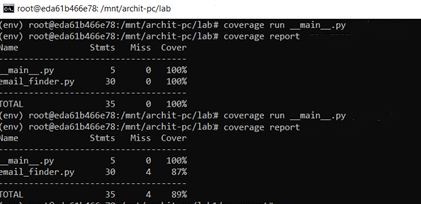 root@eda61b466e78: /mnt/archit-pc/lab
(env) root@eda61b466e78:/mnt/archit-pc/lab# coverage run __main__.py
(env) root@eda61b466e78:/mnt/archit-pc/lab# coverage report
Name Stmts Miss Cover
-----------------------------------
__main__.py 5 0 100%
email_finder.py 30 0 100%
-----------------------------------
TOTAL 35 0 100%
(env) root@eda61b466e78:/mnt/archit-pc/lab# coverage run __main__.py
(env) root@eda61b466e78:/mnt/archit-pc/lab# coverage report
Name Stmts Miss Cover
-----------------------------------
__main__.py 5 0 100%
email_finder.py 30 4 87%
-----------------------------------
TOTAL 35 4 89%